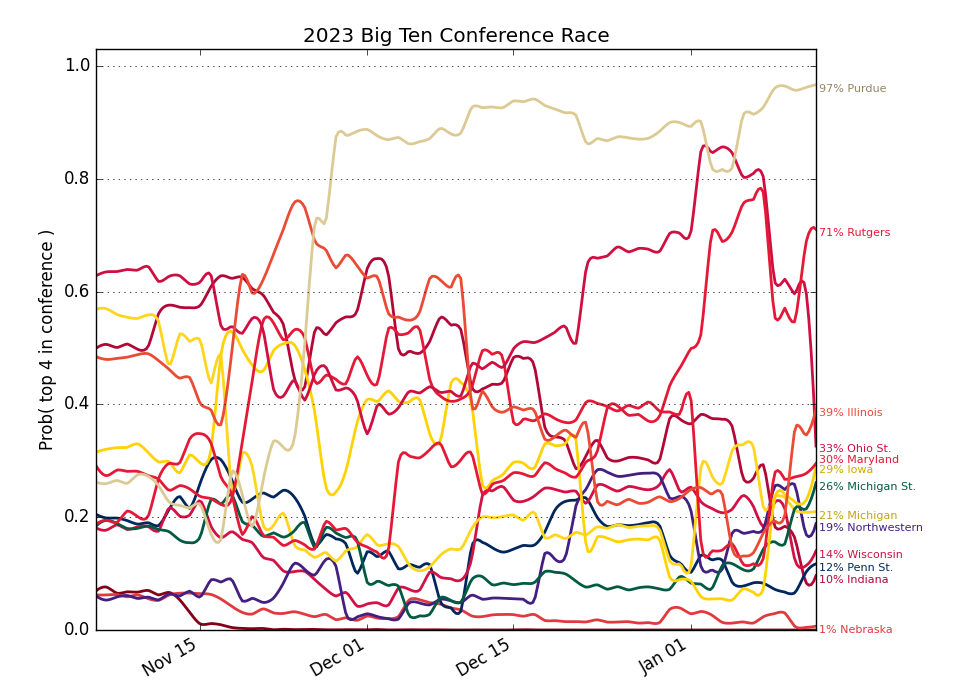 2023 Big Ten Conference Race
Prob( top 4 in conference )
1.0
0.8
0.6
0.4
0.2
0.0
Nov 15
Dec 01
Dec 15
Jan 01
97% Purdue
71% Rutgers
39% Illinois
33% Ohio St.
30% Maryland
29% Iowa
26% Michigan St.
21% Michigan
19% Northwestern
14% Wisconsin
12% Penn St.
10% Indiana
1% Nebraska